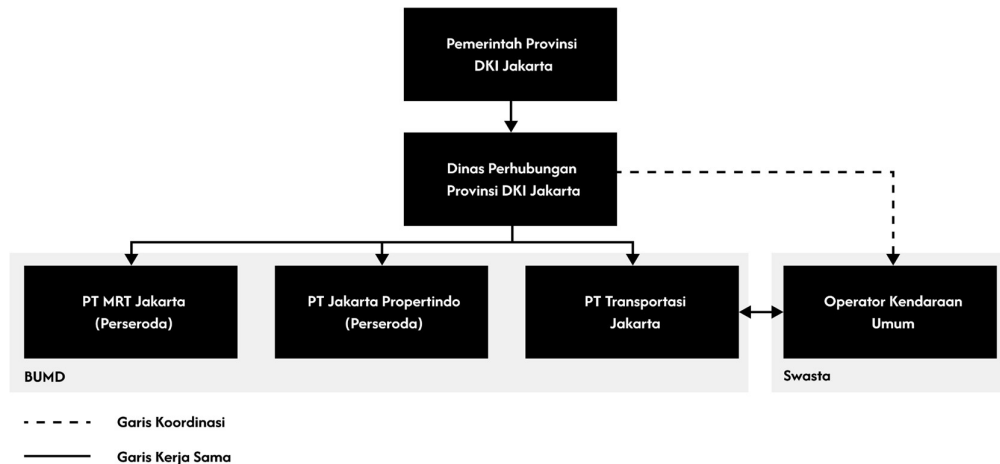 Pemerintah Provinsi
DKI Jakarta
Dinas Perhubungan
Provinsi DKI Jakarta
PT MRT Jakarta
(Perseroda)
PT Jakarta Propertindo
(Perseroda)
PT Transportasi
Jakarta
Operator Kendaraan
Umum
BUMD
Swasta
Garis Koordinasi
Garis Kerja Sama